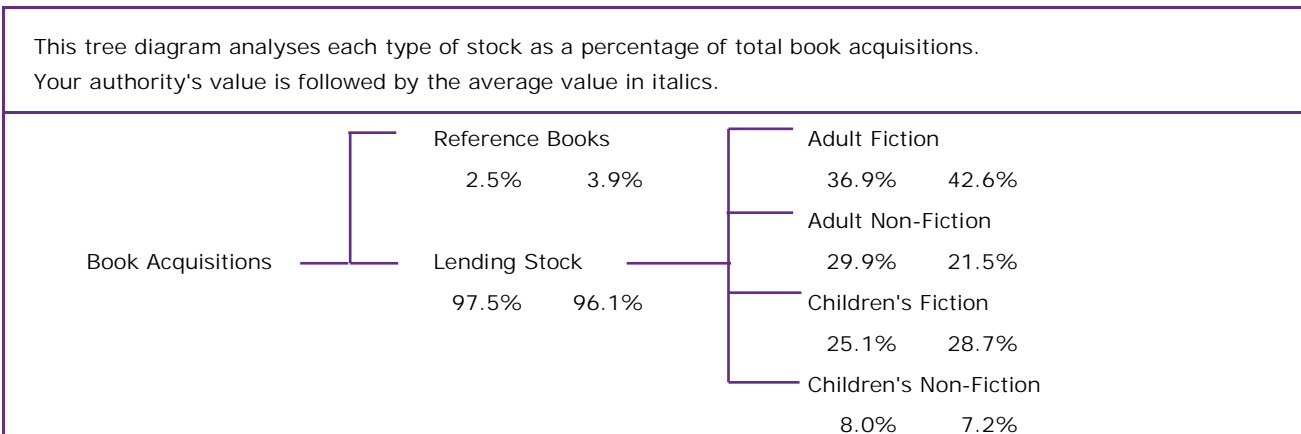 This tree diagram analyses each type of stock as a percentage of total book acquisitions.
Your authority's value is followed by the average value in italics.
Reference Books
2.5% 3.9%
Book Acquisitions
Lending Stock
97.5% 96.1%
Adult Fiction
36.9% 42.6%
Adult Non-Fiction
29.9% 21.5%
Children's Fiction
25.1% 28.7%
Children's Non-Fiction
8.0% 7.2%